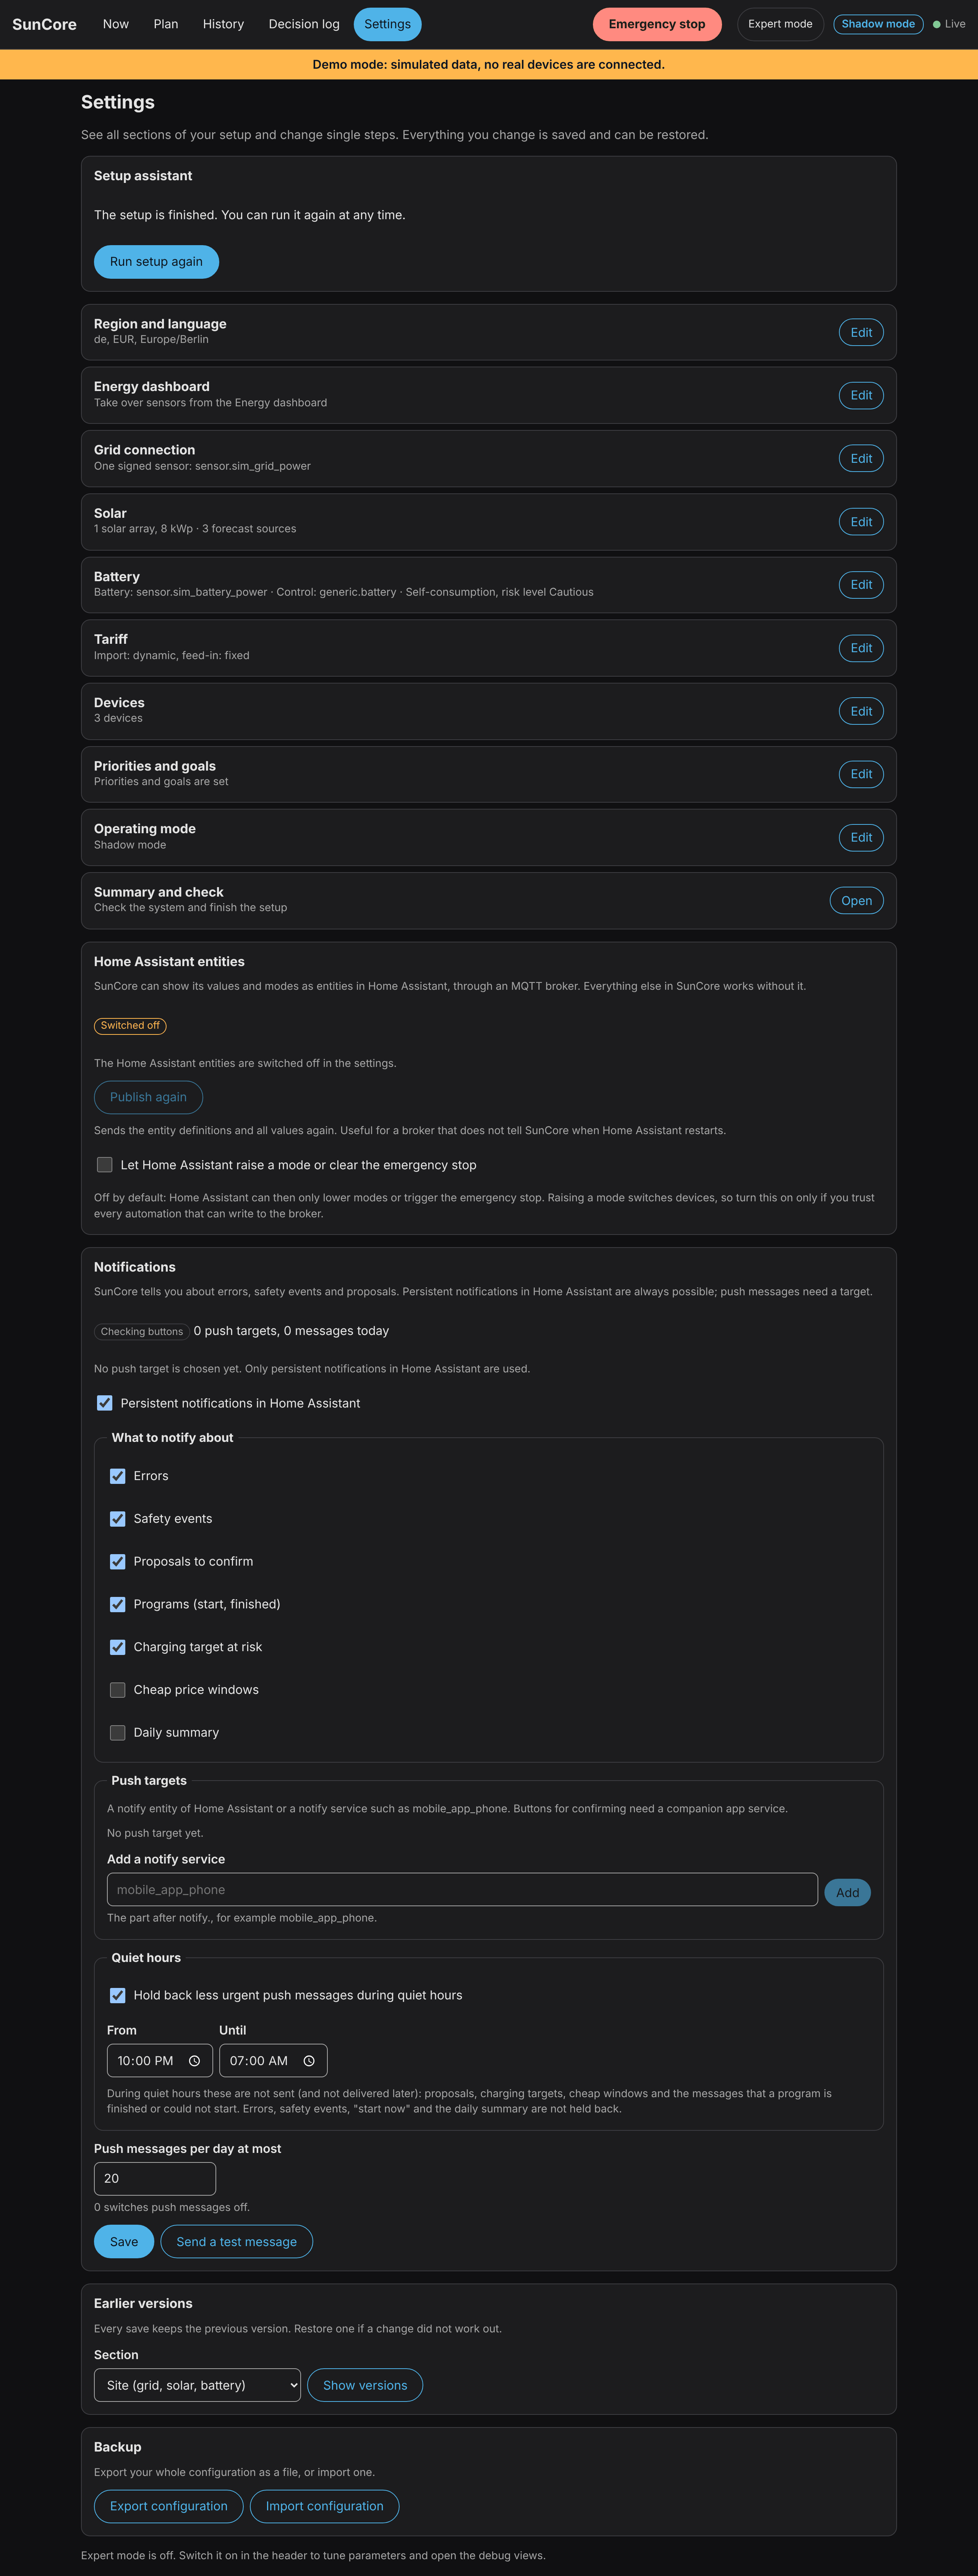 SunCore
Now
Plan
History
Decision log
Settings
Emergency stop
Expert mode
Shadow mode
Live
Demo mode: simulated data, no real devices are connected.
Settings
See all sections of your setup and change single steps. Everything you change is saved and can be restored.
Setup assistant
The setup is finished. You can run it again at any time.
Run setup again
Region and language
de, EUR, Europe/Berlin
Edit
Energy dashboard
Take over sensors from the Energy dashboard
Edit
Grid connection
One signed sensor: sensor.sim_grid_power
Edit
Solar
1 solar array, 8 kWp · 3 forecast sources
Edit
Battery
Battery: sensor.sim_battery_power · Control: generic.battery · Self-consumption, risk level Cautious
Edit
Tariff
Import: dynamic, feed-in: fixed
Edit
Devices
3 devices
Edit
Priorities and goals
Priorities and goals are set
Edit
Operating mode
Shadow mode
Edit
Summary and check
Check the system and finish the setup
Open
Home Assistant entities
SunCore can show its values and modes as entities in Home Assistant, through an MQTT broker. Everything else in SunCore works without it.
Switched off
The Home Assistant entities are switched off in the settings.
Publish again
Sends the entity definitions and all values again. Useful for a broker that does not tell SunCore when Home Assistant restarts.
Let Home Assistant raise a mode or clear the emergency stop
Off by default: Home Assistant can then only lower modes or trigger the emergency stop. Raising a mode switches devices, so turn this on only if you trust
every automation that can write to the broker.
Notifications
SunCore tells you about errors, safety events and proposals. Persistent notifications in Home Assistant are always possible; push messages need a target.
Checking buttons 0 push targets, 0 messages today
No push target is chosen yet. Only persistent notifications in Home Assistant are used.
Persistent notifications in Home Assistant
What to notify about
Errors
Safety events
Proposals to confirm
Programs (start, finished)
Charging target at risk
Cheap price windows
Daily summary
Push targets
A notify entity of Home Assistant or a notify service such as mobile_app_phone. Buttons for confirming need a companion app service.
No push target yet.
Add a notify service
mobile_app_phone
Add
The part after notify., for example mobile_app_phone.
Quiet hours
Hold back less urgent push messages during quiet hours
From
Until
10:00 PM
07:00 AM
During quiet hours these are not sent (and not delivered later): proposals, charging targets, cheap windows and the messages that a program is
finished or could not start. Errors, safety events, "start now" and the daily summary are not held back.
Push messages per day at most
20
0 switches push messages off.
Save
Send a test message
Earlier versions
Every save keeps the previous version. Restore one if a change did not work out.
Section
Site (grid, solar, battery)
Show versions
Backup
Export your whole configuration as a file, or import one.
Export configuration
Import configuration
Expert mode is off. Switch it on in the header to tune parameters and open the debug views.